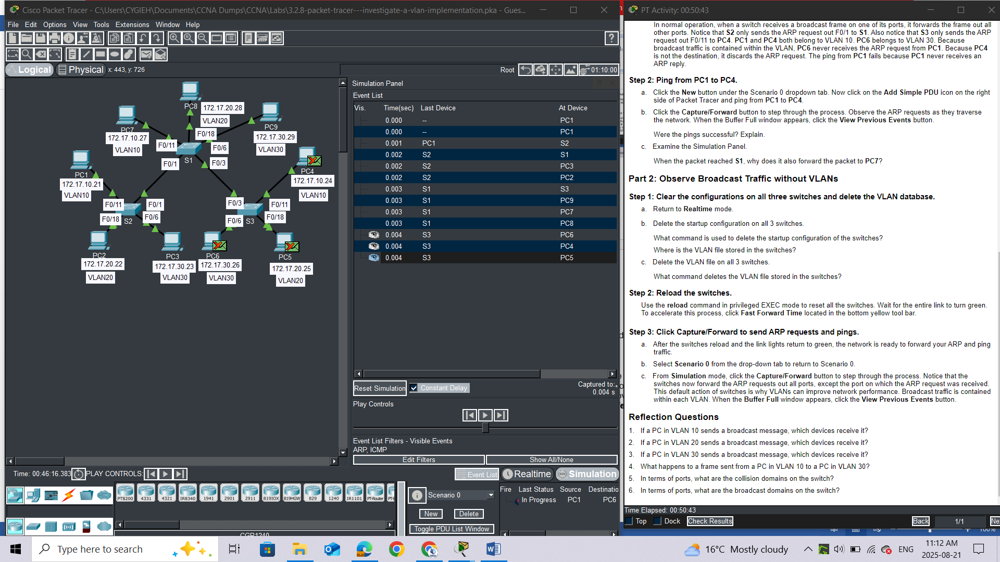 Cisco Packet Tracer - C:\Users\CYGIEH\Documents\CCNA Dumps\CCNA\Labs\3.2.8-packet-tracer---investigate-a-vlan-implementation.pka - Gues...
File Edit Options View Tools Extensions Window Help
?
Logical Physical x: 443, y: 726
Root 01:10:00
PC8
172.17.20.28
VLAN20
PC7
172.17.10.27
VLAN10
PC9
172.17.30.29
VLAN30
F0/18
F0/11
F0/6
S1
F0/1
F0/3
PC1
172.17.10.21
VLAN10
PC4
172.17.10.24
VLAN10
F0/11
F0/1
F0/18
S2
F0/6
F0/3
F0/11
F0/6
S3
F0/18
PC2
172.17.20.22
VLAN20
PC3
172.17.30.23
VLAN30
PC6
172.17.30.26
VLAN30
PC5
172.17.20.25
VLAN20
Simulation Panel
Event List
Vis. Time(sec) Last Device At Device
0.000 -- PC1
0.000 -- PC1
0.001 PC1 S2
0.002 S2 S1
0.002 S2 PC3
0.002 S2 PC2
0.003 S1 S3
0.003 S1 PC9
0.003 S1 PC7
0.003 S1 PC8
0.004 S3 PC6
0.004 S3 PC4
0.004 S3 PC5
Reset Simulation Constant Delay
Captured to:
0.004 s
Play Controls
Event List Filters - Visible Events
ARP, ICMP
Edit Filters Show All/None
Time: 00:46:16.383 PLAY CONTROLS: Event List Realtime Simulation
PT8200 4331 4321 IR8340 1941 2901 2911 819IOX 819HGW 829 1240 IR1101 PT-Router
CGR1240
Scenario 0
New Delete
Toggle PDU List Window
Fire Last Status Source Destinatio
In Progress PC1 PC6
PT Activity: 00:50:43
In normal operation, when a switch receives a broadcast frame on one of its ports, it forwards the frame out all
other ports. Notice that S2 only sends the ARP request out F0/1 to S1. Also notice that S3 only sends the ARP
request out F0/11 to PC4. PC1 and PC4 both belong to VLAN 10. PC6 belongs to VLAN 30. Because
broadcast traffic is contained within the VLAN, PC6 never receives the ARP request from PC1. Because PC4
is not the destination, it discards the ARP request. The ping from PC1 fails because PC1 never receives an
ARP reply.
Step 2: Ping from PC1 to PC4.
a. Click the New button under the Scenario 0 dropdown tab. Now click on the Add Simple PDU icon on the right
side of Packet Tracer and ping from PC1 to PC4.
b. Click the Capture/Forward button to step through the process. Observe the ARP requests as they traverse
the network. When the Buffer Full window appears, click the View Previous Events button.
Were the pings successful? Explain.
c. Examine the Simulation Panel.
When the packet reached S1, why does it also forward the packet to PC7?
Part 2: Observe Broadcast Traffic without VLANs
Step 1: Clear the configurations on all three switches and delete the VLAN database.
a. Return to Realtime mode.
b. Delete the startup configuration on all 3 switches.
What command is used to delete the startup configuration of the switches?
Where is the VLAN file stored in the switches?
c. Delete the VLAN file on all 3 switches.
What command deletes the VLAN file stored in the switches?
Step 2: Reload the switches.
Use the reload command in privileged EXEC mode to reset all the switches. Wait for the entire link to turn green.
To accelerate this process, click Fast Forward Time located in the bottom yellow tool bar.
Step 3: Click Capture/Forward to send ARP requests and pings.
a. After the switches reload and the link lights return to green, the network is ready to forward your ARP and ping
traffic.
b. Select Scenario 0 from the drop-down tab to return to Scenario 0.
c. From Simulation mode, click the Capture/Forward button to step through the process. Notice that the
switches now forward the ARP requests out all ports, except the port on which the ARP request was received.
This default action of switches is why VLANs can improve network performance. Broadcast traffic is contained
within each VLAN. When the Buffer Full window appears, click the View Previous Events button.
Reflection Questions
1. If a PC in VLAN 10 sends a broadcast message, which devices receive it?
2. If a PC in VLAN 20 sends a broadcast message, which devices receive it?
3. If a PC in VLAN 30 sends a broadcast message, which devices receive it?
4. What happens to a frame sent from a PC in VLAN 10 to a PC in VLAN 30?
5. In terms of ports, what are the collision domains on the switch?
6. In terms of ports, what are the broadcast domains on the switch?
Time Elapsed: 00:50:43
Top Dock Check Results Back 1/1 Ne
100%
Type here to search
16°C Mostly cloudy ENG 11:12 AM
2025-08-21